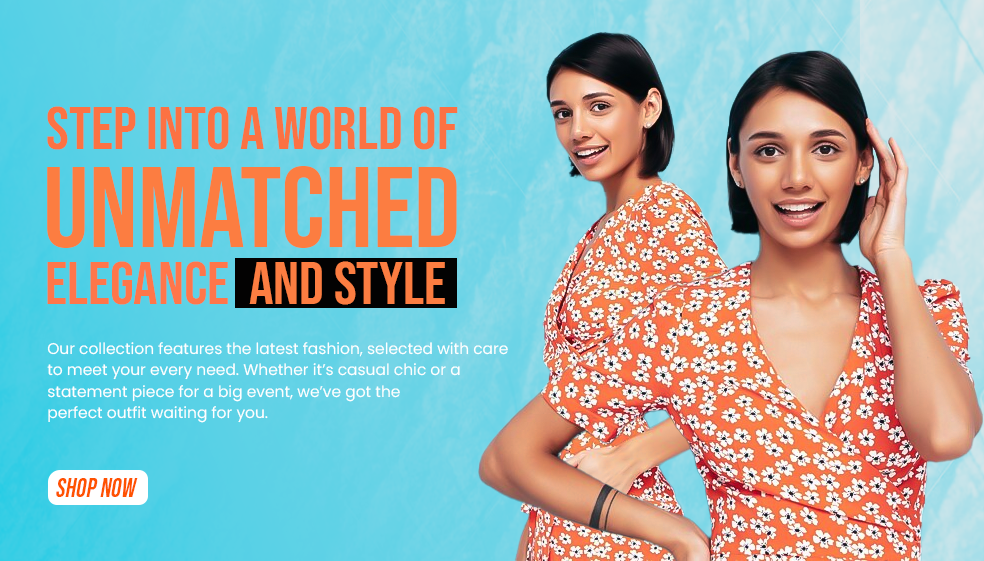 STEP INTO A WORLD OF
UNMATCHED
ELEGANCE AND STYLE
Our collection features the latest fashion, selected with care
to meet your every need. Whether it's casual chic or a
statement piece for a big event, we've got the
perfect outfit waiting for you.
SHOP NOW